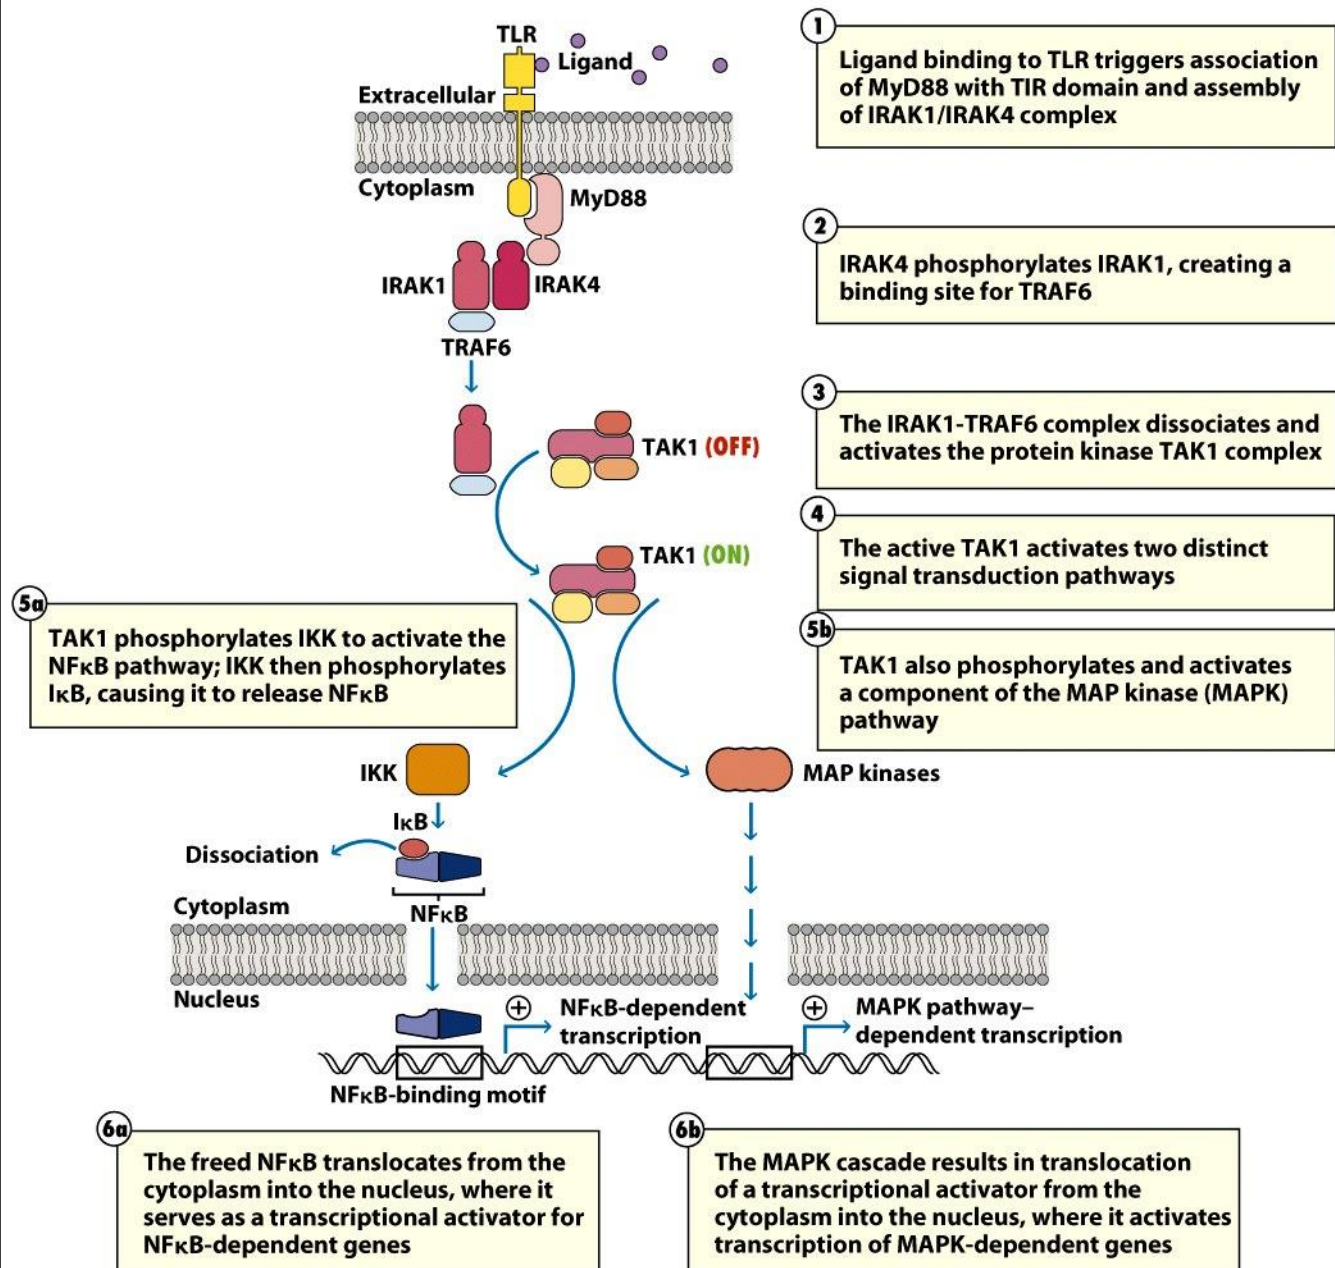 TLR
Ligand
Extracellular
Cytoplasm
MyD88
IRAK1
IRAK4
TRAF6
1
Ligand binding to TLR triggers association
of MyD88 with TIR domain and assembly
of IRAK1/IRAK4 complex
2
IRAK4 phosphorylates IRAK1, creating a
binding site for TRAF6
TAK1 (OFF)
3
The IRAK1-TRAF6 complex dissociates and
activates the protein kinase TAK1 complex
TAK1 (ON)
4
The active TAK1 activates two distinct
signal transduction pathways
5a
TAK1 phosphorylates IKK to activate the
NFκB pathway; IKK then phosphorylates
IκB, causing it to release NFκB
5b
TAK1 also phosphorylates and activates
a component of the MAP kinase (MAPK)
pathway
IKK
MAP kinases
IκB
Dissociation
NFκB
Cytoplasm
Nucleus
+
NFκB-dependent
transcription
+
MAPK pathway–
dependent transcription
NFκB-binding motif
6a
The freed NFκB translocates from the
cytoplasm into the nucleus, where it
serves as a transcriptional activator for
NFκB-dependent genes
6b
The MAPK cascade results in translocation
of a transcriptional activator from the
cytoplasm into the nucleus, where it activates
transcription of MAPK-dependent genes